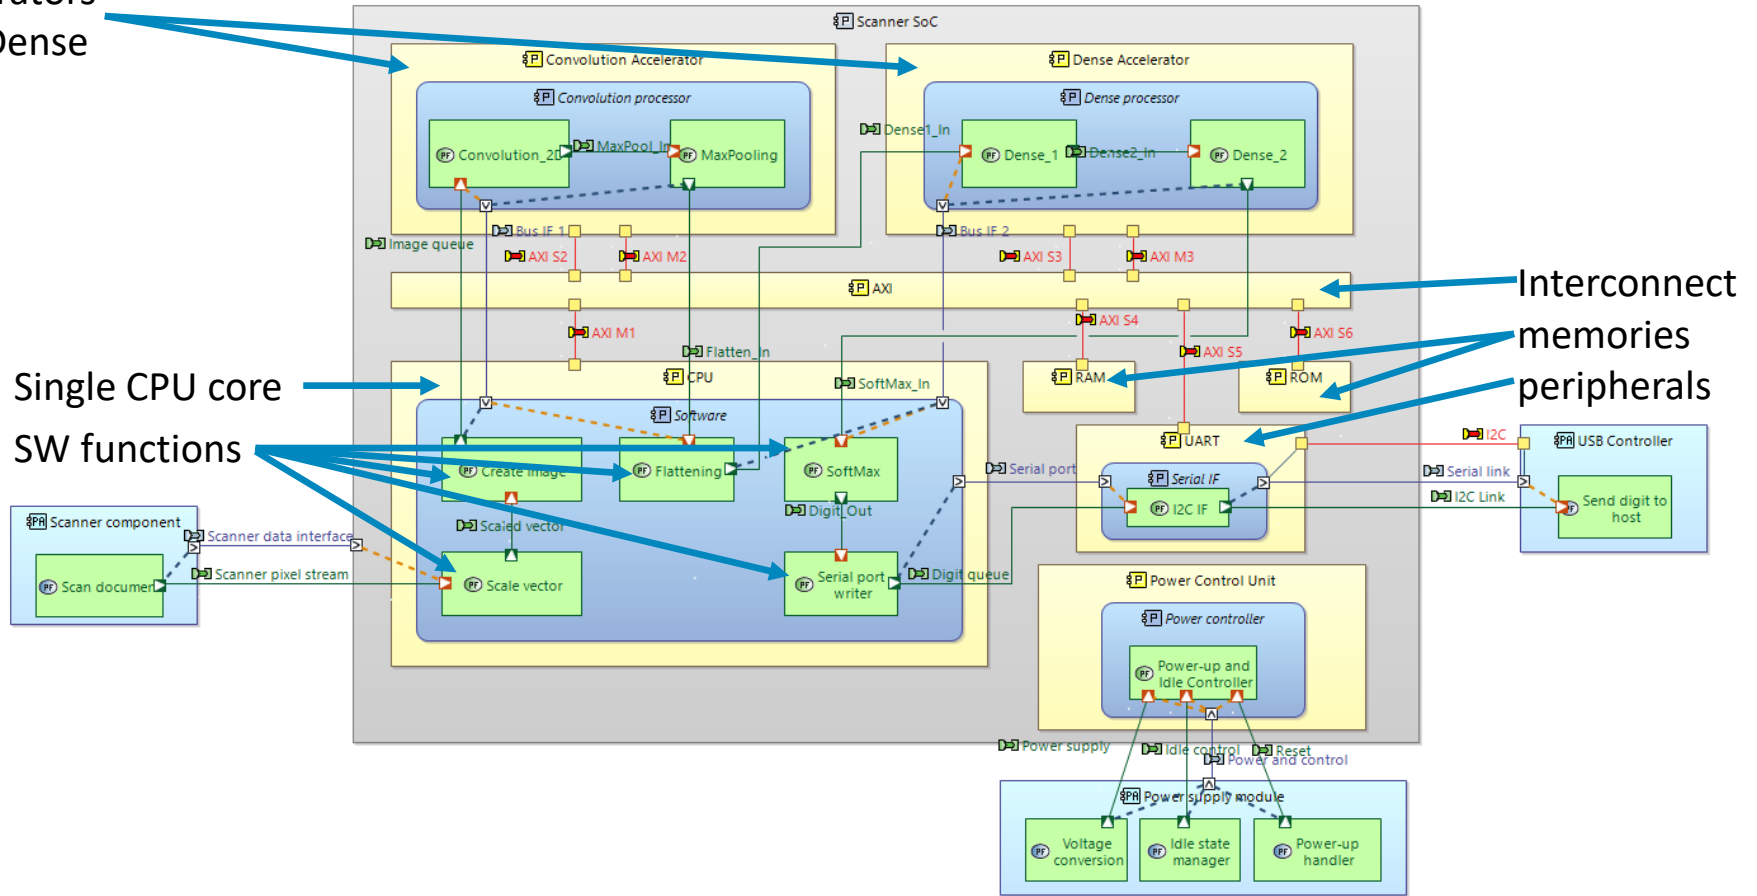 Dense
Scanner SoC
Convolution Accelerator
Dense Accelerator
Convolution processor
Dense processor
Convolution_2D
MaxPool_In
MaxPooling
Dense1_In
Dense_1
Dense2_In
Dense_2
Image queue
Bus IF 1
Bus IF 2
AXI S2
AXI M2
AXI S3
AXI M3
AXI
Interconnect
memories
peripherals
AXI M1
AXI S4
AXI S5
AXI S6
Flatten_In
SoftMax_In
Single CPU core
SW functions
CPU
RAM
ROM
Software
Create image
Flattening
SoftMax
Scaled vector
Digit_Out
Scale vector
Serial port
writer
Serial port
Digit queue
UART
Serial IF
I2C IF
I2C
Serial link
I2C Link
USB Controller
Send digit to
host
Scanner component
Scan document
Scanner data interface
Scanner pixel stream
Power Control Unit
Power controller
Power-up and
Idle Controller
Power supply
Idle control
Reset
Power and control
Power supply module
Voltage
conversion
Idle state
manager
Power-up
handler